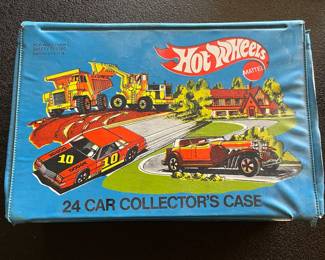 Hot Wheels
MATTEL
10
10
24 CAR COLLECTOR'S CASE